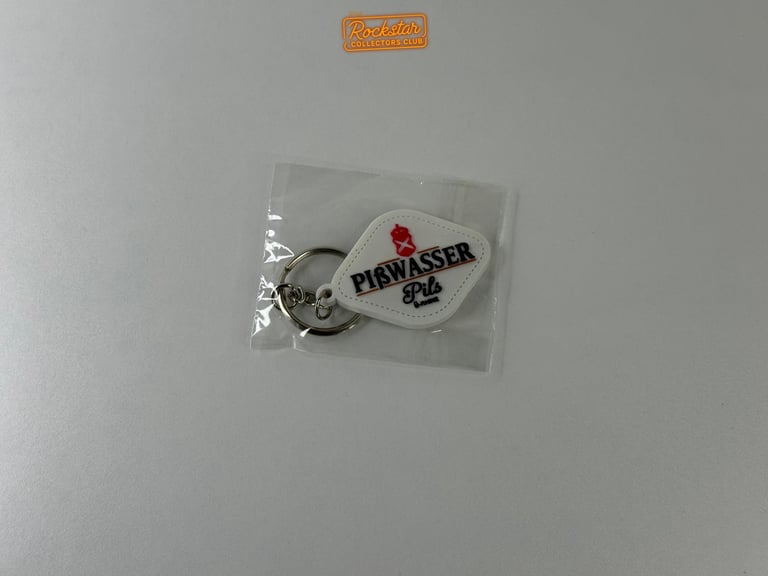 Rockstar
COLLECTORS CLUB
PIßWASSER
Pils